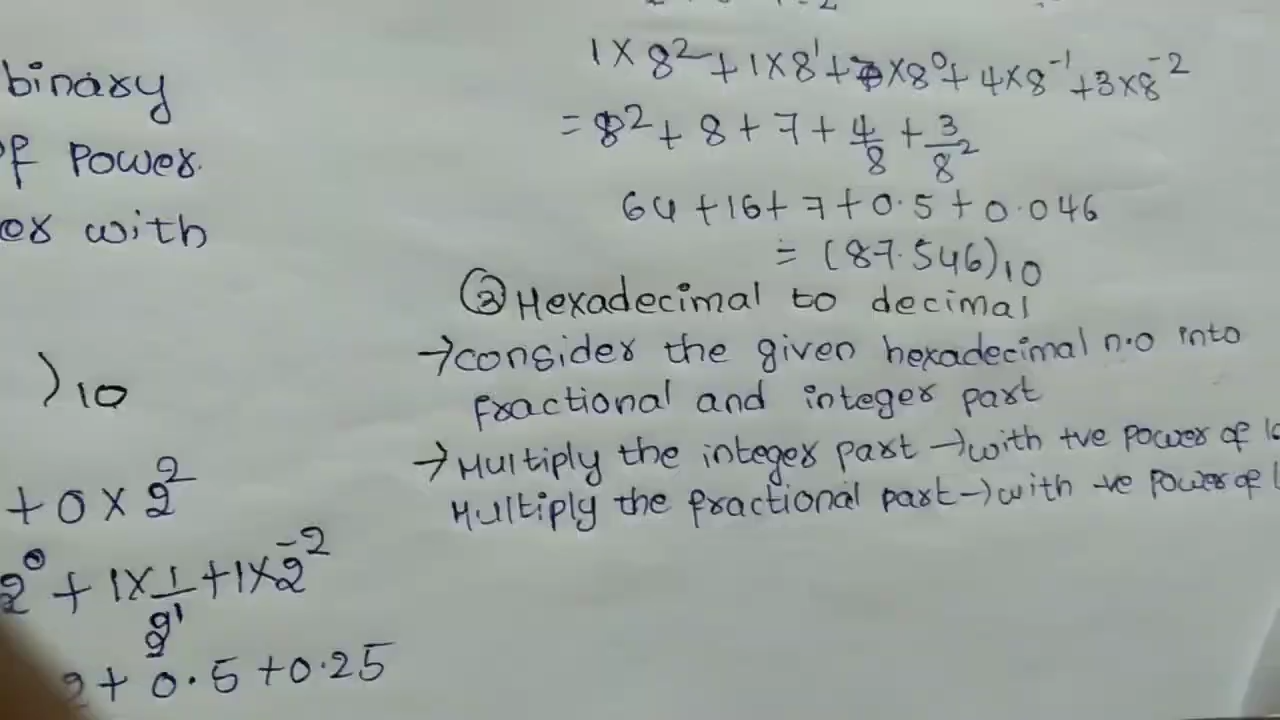 binary
of power.
with
)10
+ 0 × 2²
2⁰ + 1 × 1/2¹ + 1 × 2⁻²
2 + 0.5 + 0.25
1 × 8² + 1 × 8¹ + 7 × 8⁰ + 4 × 8⁻¹ + 3 × 8⁻²
= 8² + 8 + 7 + 4/8 + 3/8²
64 + 16 + 7 + 0.5 + 0.046
= (87.546)10
③ Hexadecimal to decimal
→ consider the given hexadecimal n.o into
fractional and integer part
→ Multiply the integer part → with +ve power of
Multiply the fractional part → with -ve power of